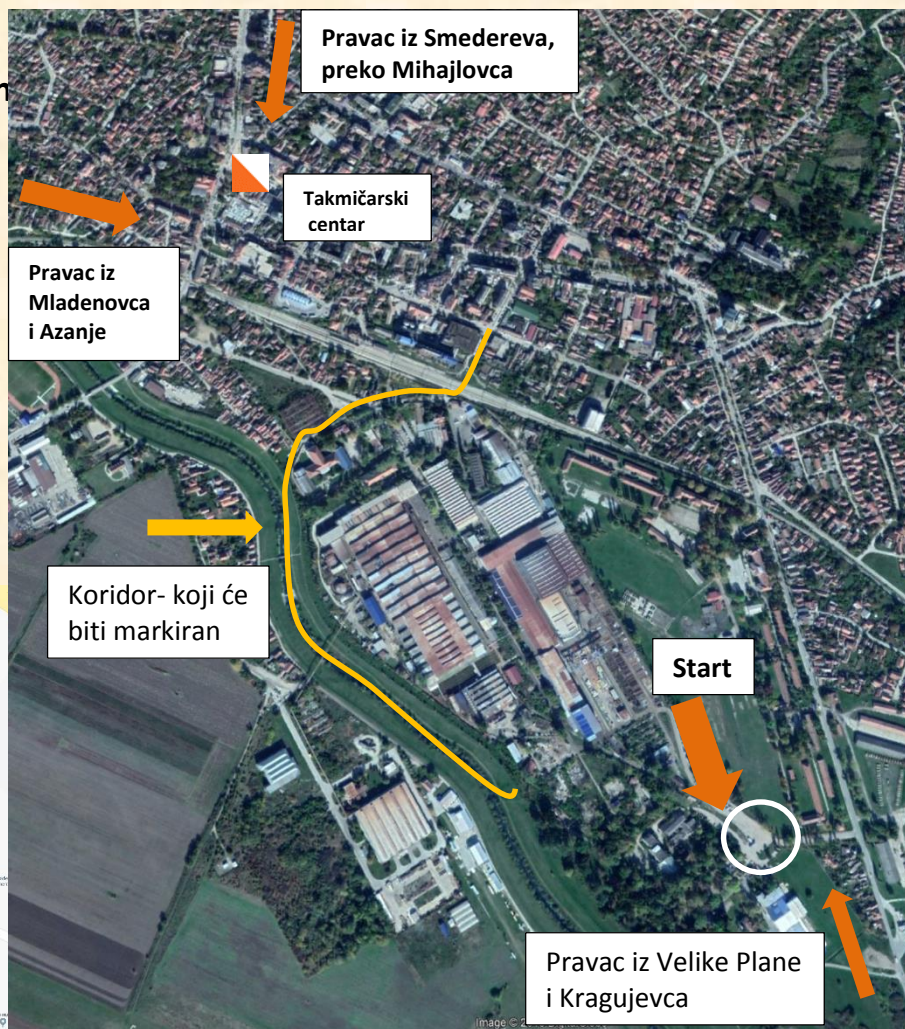 Pravac iz Smedereva,
preko Mihajlovca
Takmičarski
centar
Pravac iz
Mladenovca
i Azanje
Koridor- koji će
biti markiran
Start
Pravac iz Velike Plane
i Kragujevca
Image ©